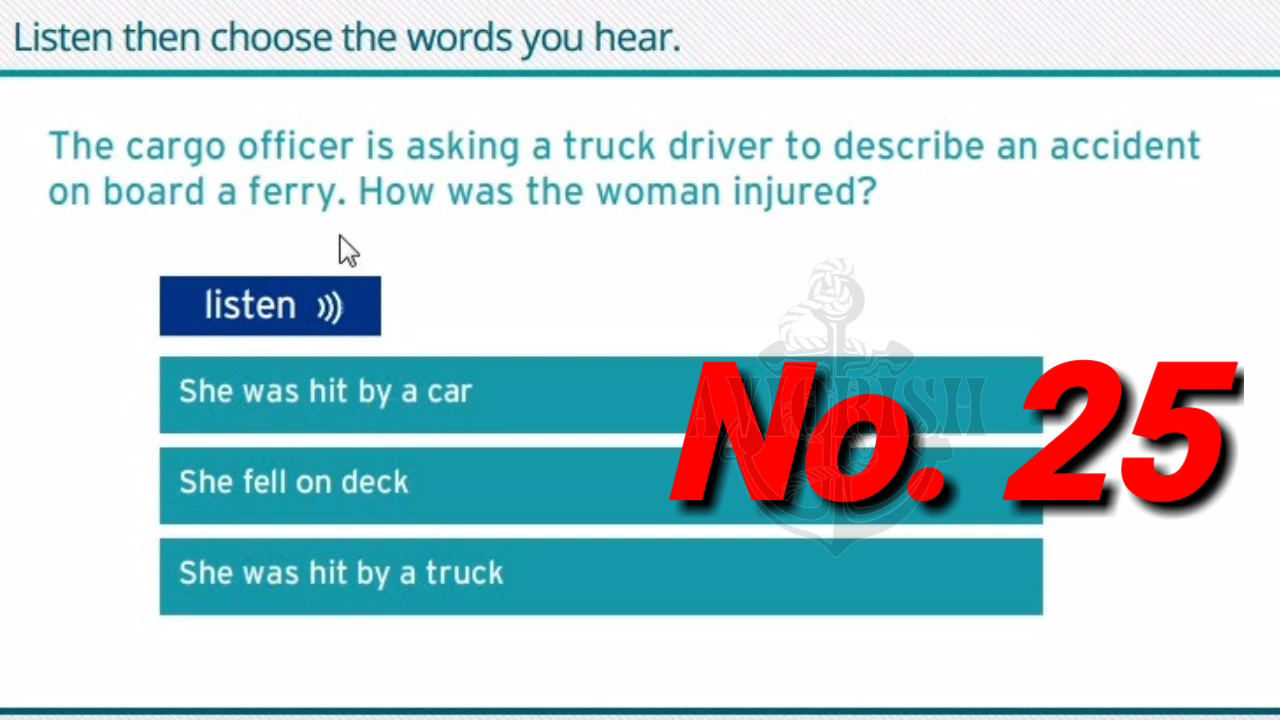 Listen then choose the words you hear.
The cargo officer is asking a truck driver to describe an accident
on board a ferry. How was the woman injured?
listen
She was hit by a car
She fell on deck
She was hit by a truck
No. 25